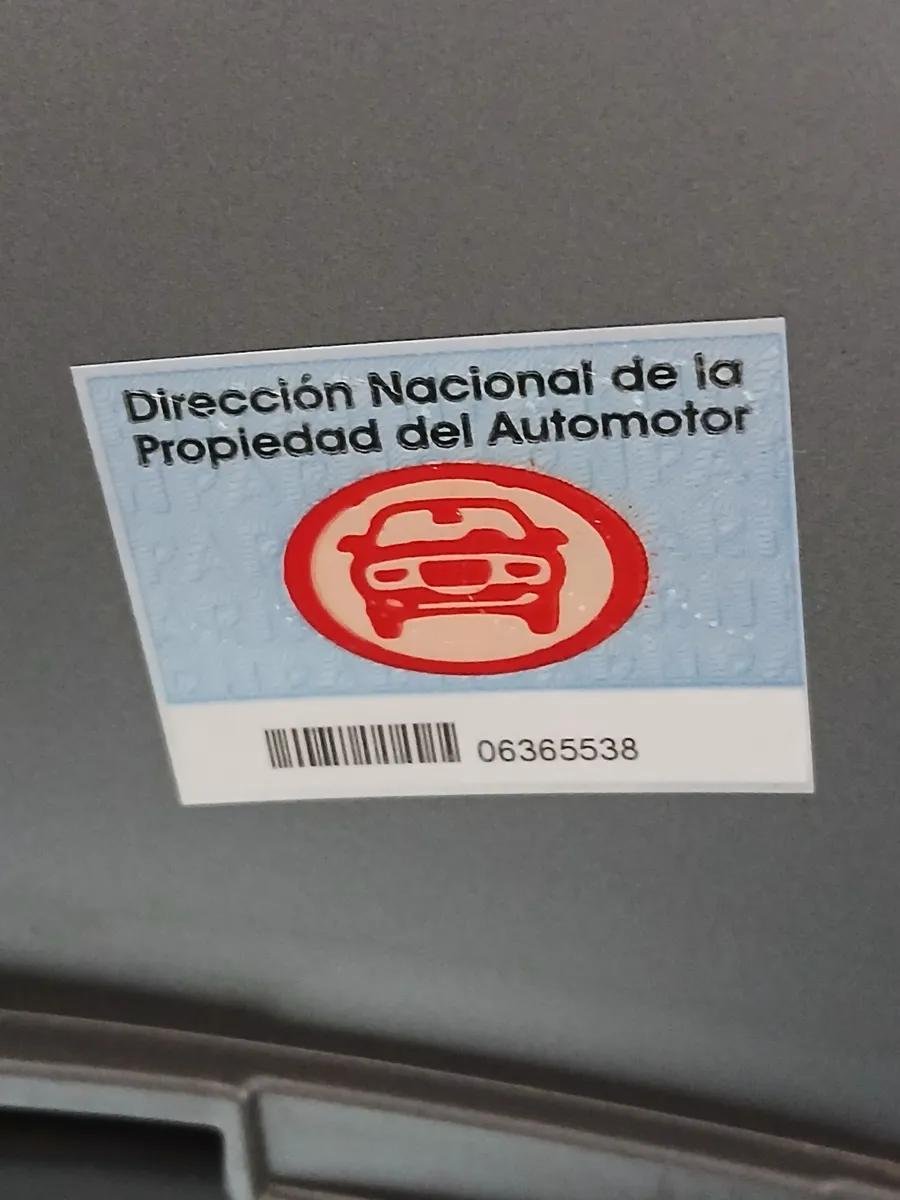 Dirección Nacional de la
Propiedad del Automotor
06365538